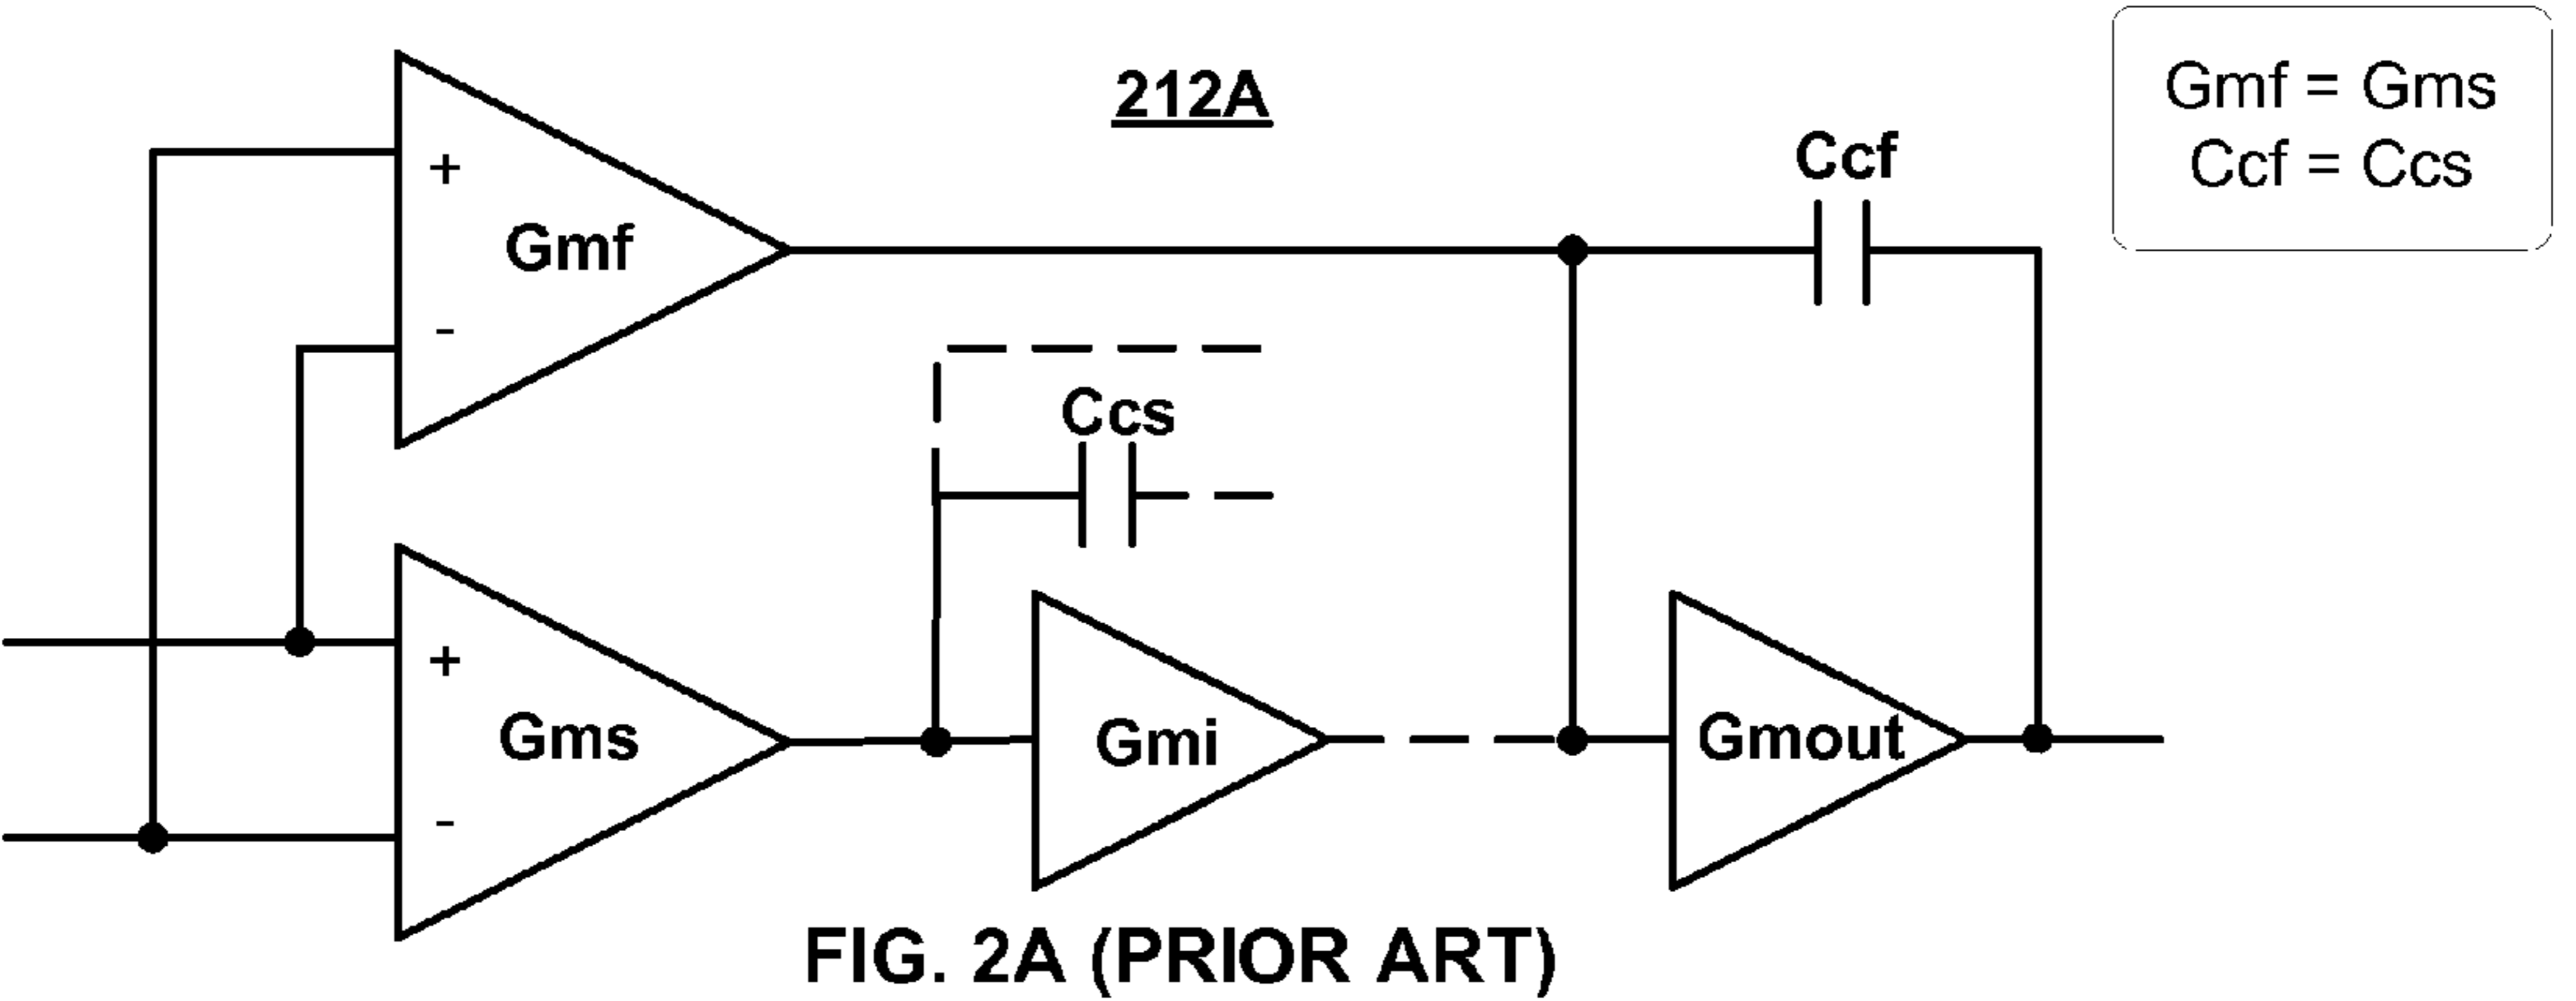 212A
Gmf = Gms
Ccf = Ccs
Ccf
+
Gmf
-
Ccs
+
Gms
-
Gmi
Gmout
FIG. 2A (PRIOR ART)